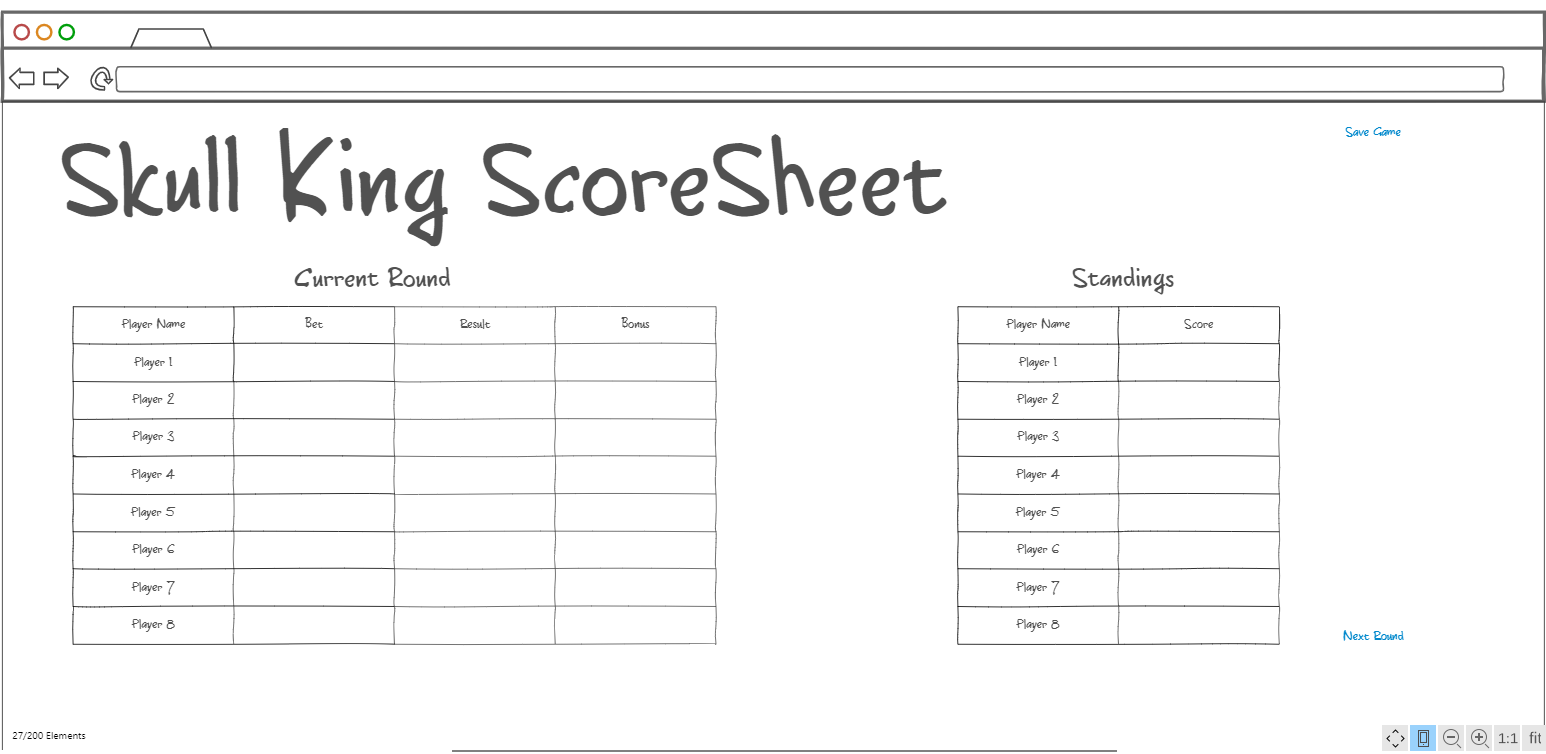 Save Game
Skull King ScoreSheet
Current Round
Standings
Player Name Bet Result Bonus
Player 1
Player 2
Player 3
Player 4
Player 5
Player 6
Player 7
Player 8
Player Name Score
Player 1
Player 2
Player 3
Player 4
Player 5
Player 6
Player 7
Player 8
Next Round
27/200 Elements
1:1 fit